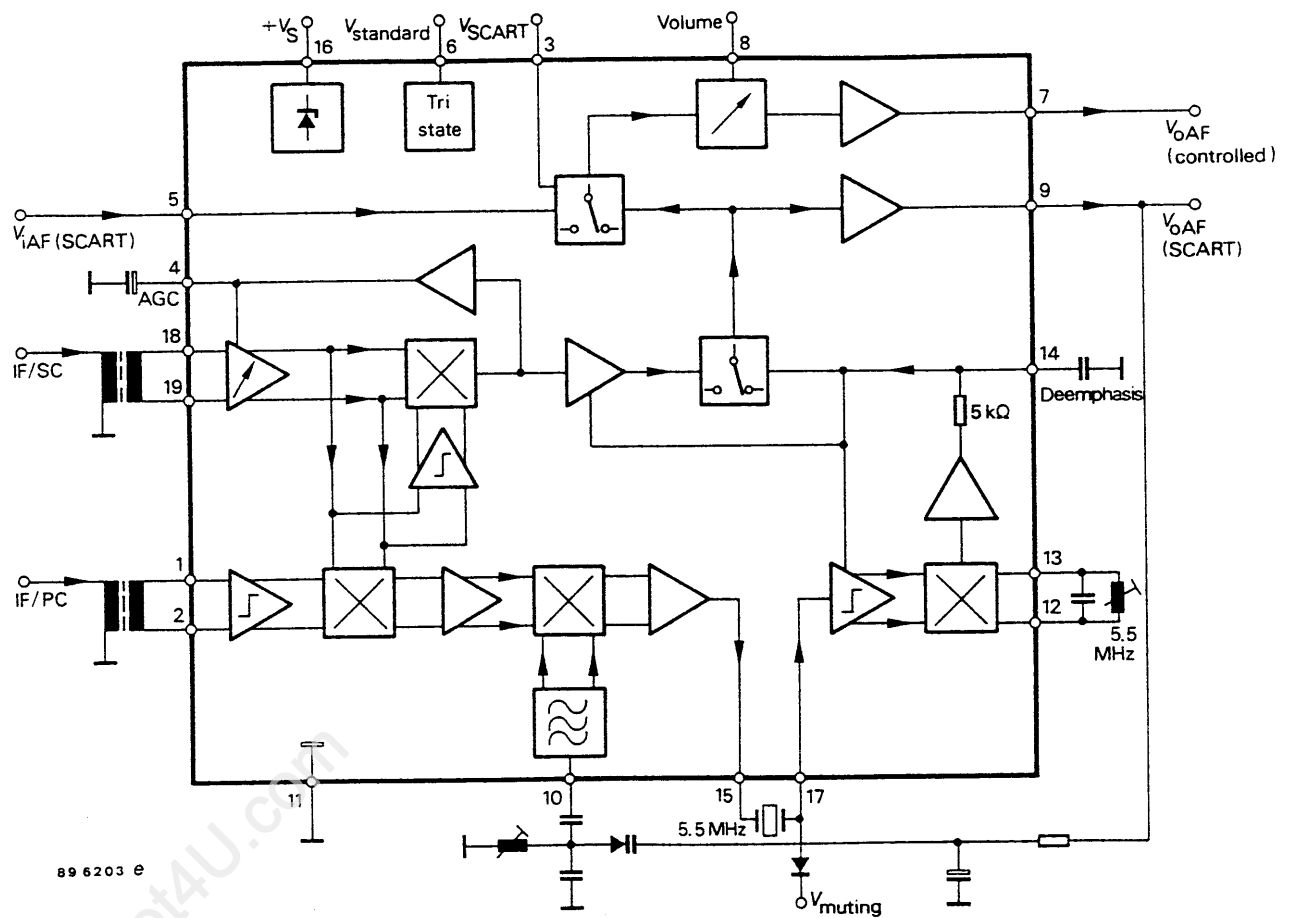 +VS
16
Vstandard
6
VSCART
3
Volume
8
Tri
state
7
VoAF
(controlled)
5
ViAF (SCART)
9
VoAF
(SCART)
4
AGC
18
IF/SC
19
14
Deemphasis
5 kΩ
1
IF/PC
2
13
12
5.5
MHz
11
10
15
17
5.5 MHz
Vmuting
89 6203 e
et4U.com